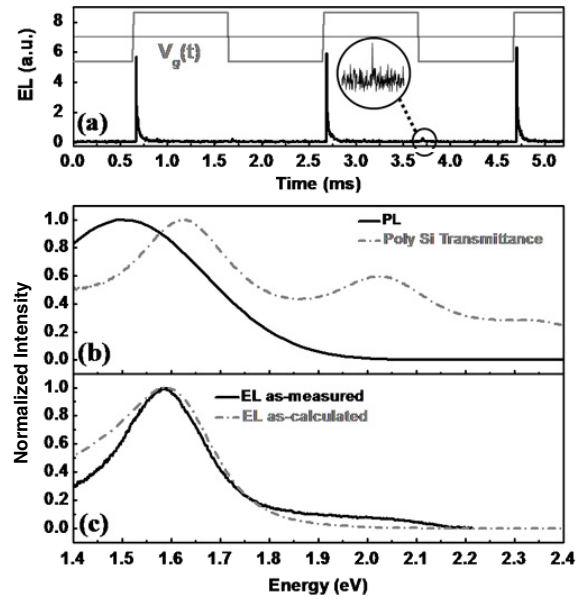 EL (a.u.)
8
6
4
2
0
V_g(t)
(a)
0.0 0.5 1.0 1.5 2.0 2.5 3.0 3.5 4.0 4.5 5.0
Time (ms)
Normalized Intensity
1.0
0.8
0.6
0.4
0.2
0.0
PL
Poly Si Transmittance
(b)
1.0
0.8
0.6
0.4
0.2
0.0
EL as-measured
EL as-calculated
(c)
1.4 1.5 1.6 1.7 1.8 1.9 2.0 2.1 2.2 2.3 2.4
Energy (eV)